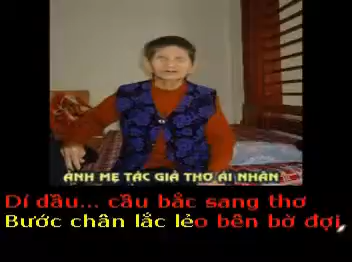 ẢNH MẸ TÁC GIẢ THƠ ÁI NHÂN
Dí dầu... cầu bắc sang thơ
Bước chân lắc lẻo bên bờ đợi